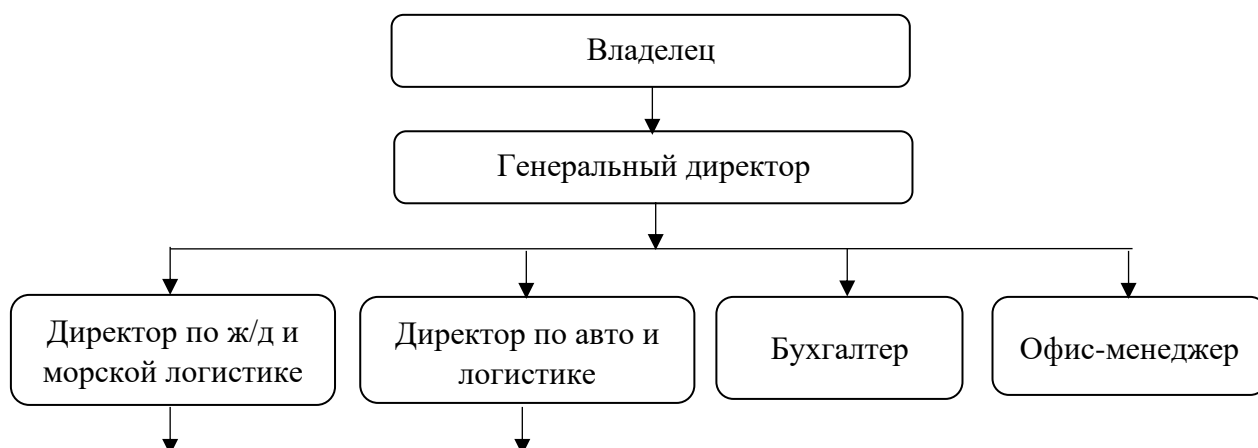 Владелец
Генеральный директор
Директор по ж/д и
морской логистике
Директор по авто и
логистике
Бухгалтер
Офис-менеджер